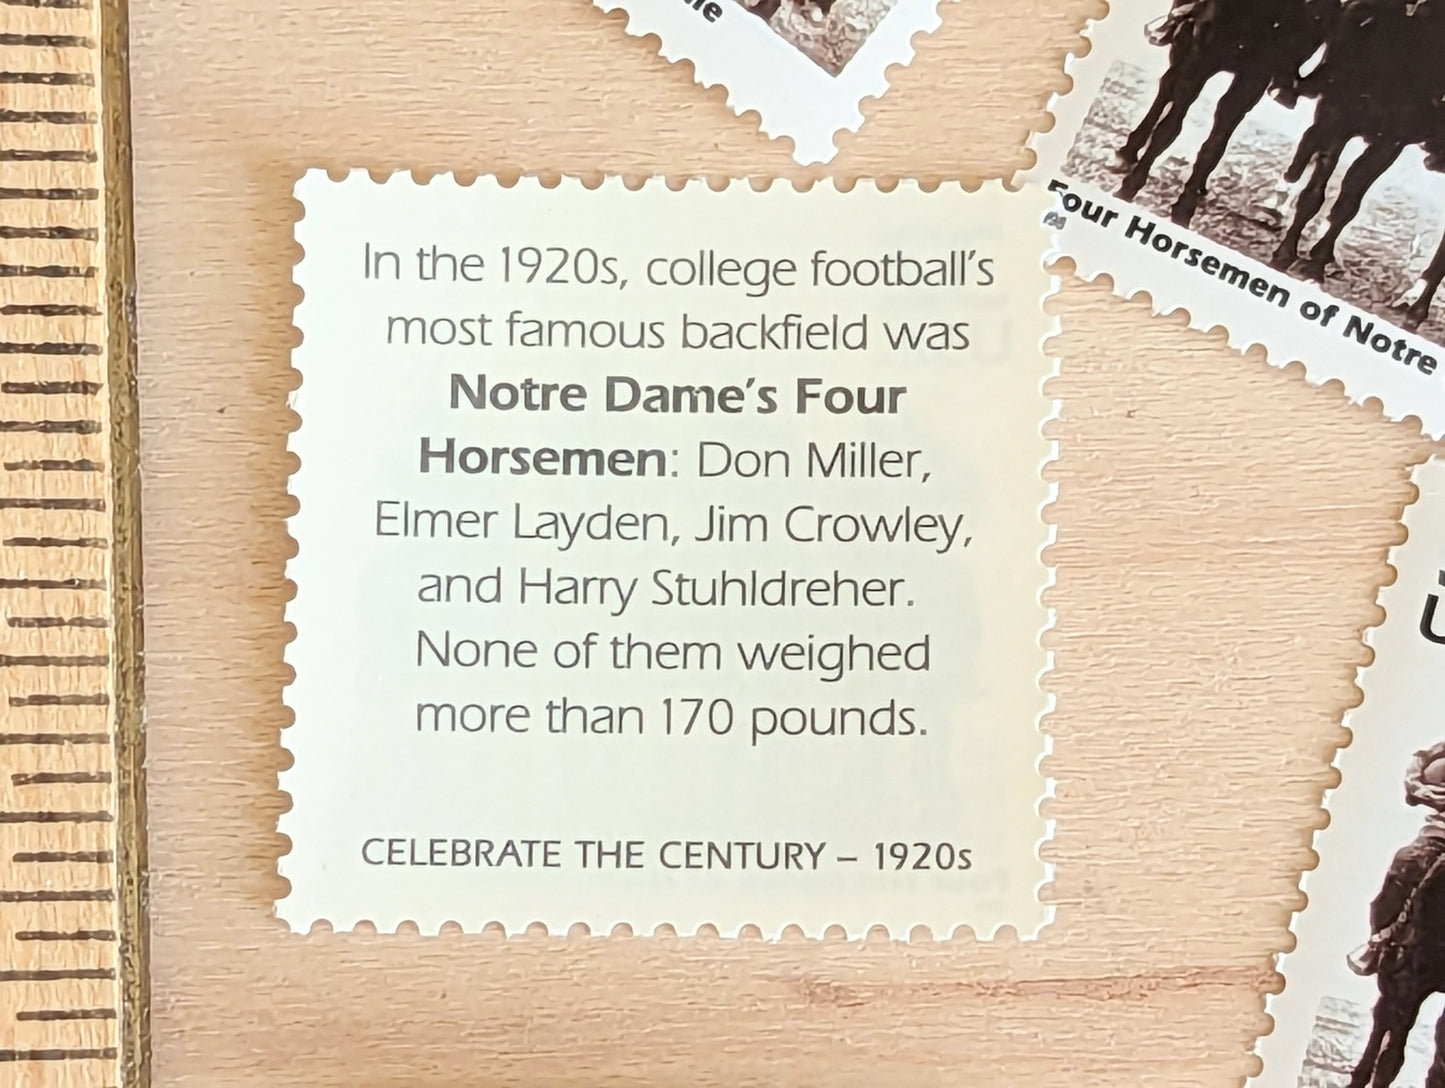 me
Four Horsemen of Notre
In the 1920s, college football's
most famous backfield was
Notre Dame's Four
Horsemen: Don Miller,
Elmer Layden, Jim Crowley,
and Harry Stuhldreher.
None of them weighed
more than 170 pounds.
CELEBRATE THE CENTURY – 1920s